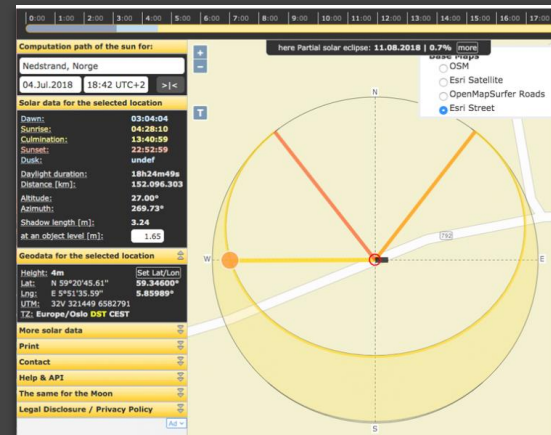 0:00 1:00 2:00 3:00 4:00 5:00 6:00 7:00 8:00 9:00 10:00 11:00 12:00 13:00 14:00 15:00 16:00 17:00
Computation path of the sun for:
Nedstrand, Norge
04.Jul.2018 18:42 UTC+2 >|<
Solar data for the selected location
Dawn: 03:04:04
Sunrise: 04:28:10
Culmination: 13:40:59
Sunset: 22:52:59
Dusk: undef
Daylight duration: 18h24m49s
Distance [km]: 152.096.303
Altitude: 27.00°
Azimuth: 269.73°
Shadow length [m]: 3.24
at an object level [m]: 1.65
Geodata for the selected location
Height: 4m Set Lat/Lon
Lat: N 59°20'45.61" 59.34600°
Lng: E 5°51'35.59" 5.85989°
UTM: 32V 321449 6582791
TZ: Europe/Oslo DST CEST
More solar data
Print
Contact
Help & API
The same for the Moon
Legal Disclosure / Privacy Policy
Ad
+
−
T
here Partial solar eclipse: 11.08.2018 | 0.7% more
Base Maps
OSM
Esri Satellite
OpenMapSurfer Roads
Esri Street
N
W
E
S
792